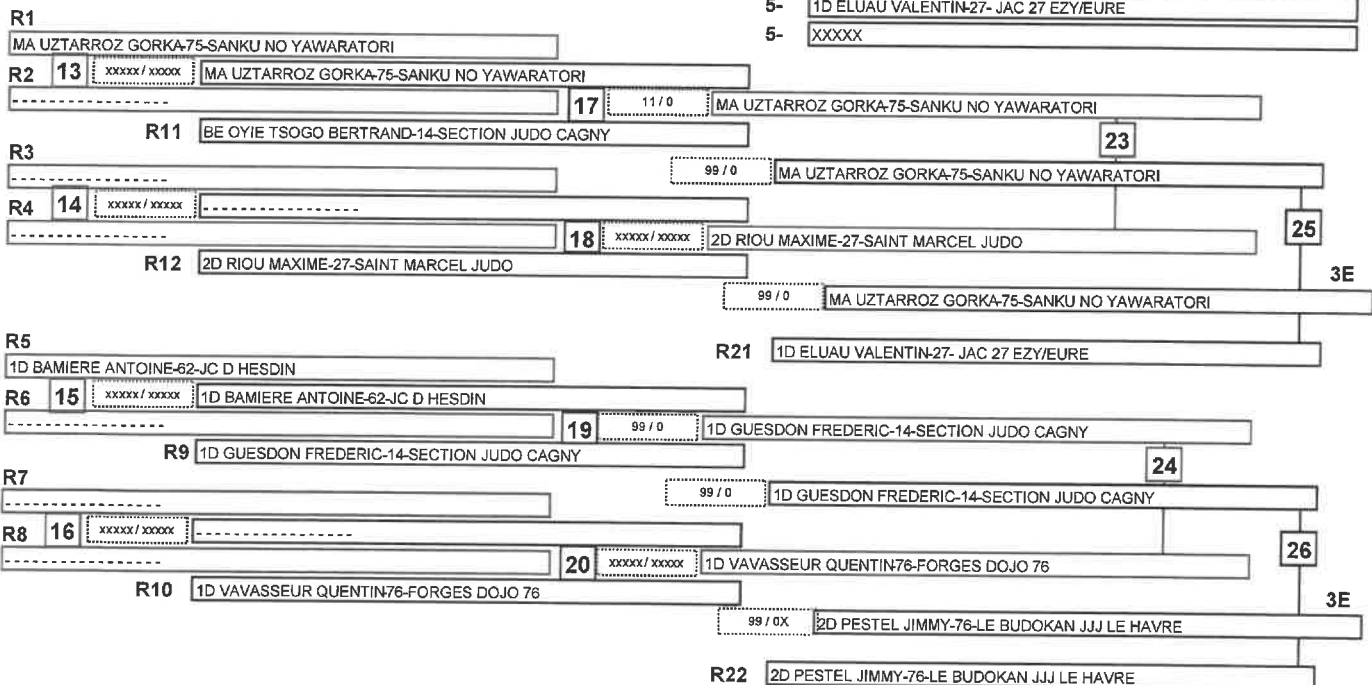 5- 1D ELUAU VALENTIN-27- JAC 27 EZY/EURE
5- XXXXX
R1
MA UZTARROZ GORKA-75-SANKU NO YAWARATORI
R2 13 xxxxx / xxxxx MA UZTARROZ GORKA-75-SANKU NO YAWARATORI
---------------- 17 11 / 0 MA UZTARROZ GORKA-75-SANKU NO YAWARATORI
R11 BE OYIE TSOGO BERTRAND-14-SECTION JUDO CAGNY
23
R3
99 / 0 MA UZTARROZ GORKA-75-SANKU NO YAWARATORI
----------------
R4 14 xxxxx / xxxxx ----------------
25
---------------- 18 xxxxx / xxxxx 2D RIOU MAXIME-27-SAINT MARCEL JUDO
R12 2D RIOU MAXIME-27-SAINT MARCEL JUDO
3E
99 / 0 MA UZTARROZ GORKA-75-SANKU NO YAWARATORI
R5
R21 1D ELUAU VALENTIN-27- JAC 27 EZY/EURE
1D BAMIERE ANTOINE-62-JC D HESDIN
R6 15 xxxxx / xxxxx 1D BAMIERE ANTOINE-62-JC D HESDIN
---------------- 19 99 / 0 1D GUESDON FREDERIC-14-SECTION JUDO CAGNY
R9 1D GUESDON FREDERIC-14-SECTION JUDO CAGNY
24
R7
99 / 0 1D GUESDON FREDERIC-14-SECTION JUDO CAGNY
----------------
R8 16 xxxxx / xxxxx ----------------
26
---------------- 20 xxxxx / xxxxx 1D VAVASSEUR QUENTIN-76-FORGES DOJO 76
R10 1D VAVASSEUR QUENTIN-76-FORGES DOJO 76
3E
99 / 0X 2D PESTEL JIMMY-76-LE BUDOKAN JJJ LE HAVRE
R22 2D PESTEL JIMMY-76-LE BUDOKAN JJJ LE HAVRE